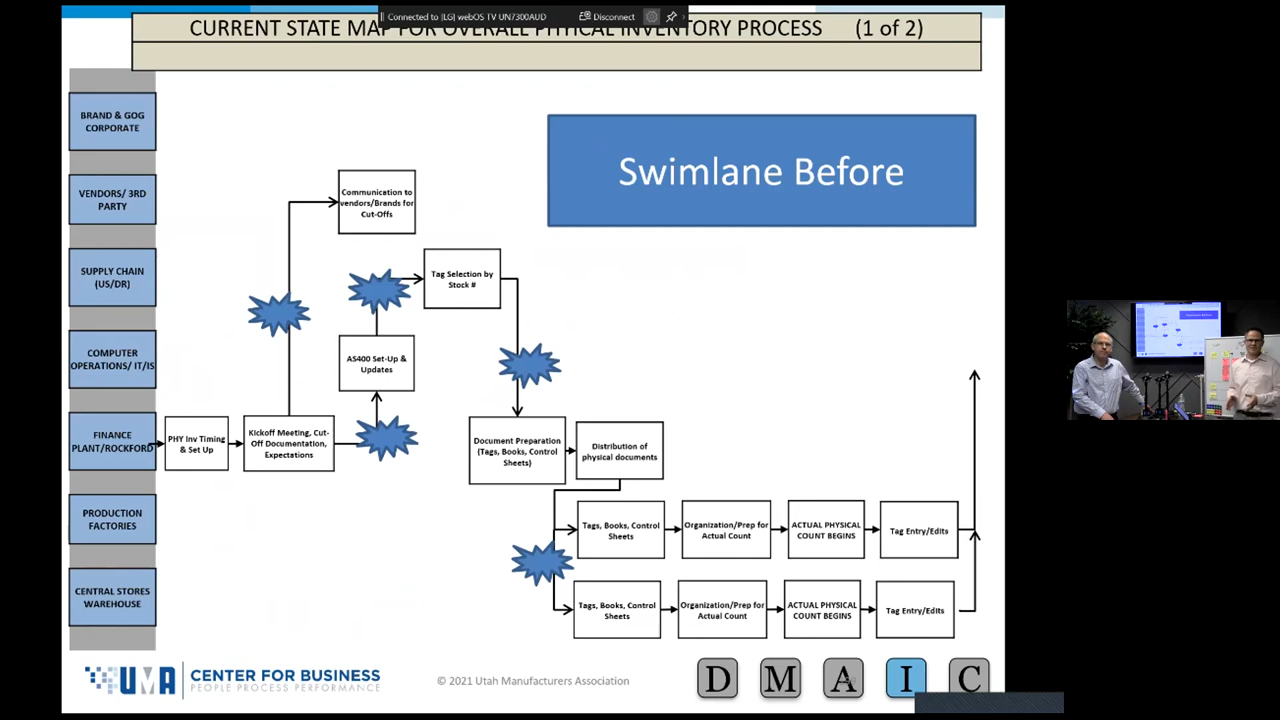 Connected to [LG] webOS TV UN7300AUD
Disconnect
CURRENT STATE MAP FOR OVERALL PHYICAL INVENTORY PROCESS (1 of 2)
Swimlane Before
BRAND & GOG
CORPORATE
VENDORS/ 3RD
PARTY
SUPPLY CHAIN
(US/DR)
COMPUTER
OPERATIONS/ IT/IS
FINANCE
PLANT/ROCKFORD
PRODUCTION
FACTORIES
CENTRAL STORES
WAREHOUSE
Communication to
vendors/Brands for
Cut-Offs
Tag Selection by
Stock #
AS400 Set-Up &
Updates
PHY Inv Timing
& Set Up
Kickoff Meeting, Cut-
Off Documentation,
Expectations
Document Preparation
(Tags, Books, Control
Sheets)
Distribution of
physical documents
Tags, Books, Control
Sheets
Organization/Prep for
Actual Count
ACTUAL PHYSICAL
COUNT BEGINS
Tag Entry/Edits
Tags, Books, Control
Sheets
Organization/Prep for
Actual Count
ACTUAL PHYSICAL
COUNT BEGINS
Tag Entry/Edits
UMA CENTER FOR BUSINESS
PEOPLE PROCESS PERFORMANCE
© 2021 Utah Manufacturers Association
D M A I C
Swimlane Before